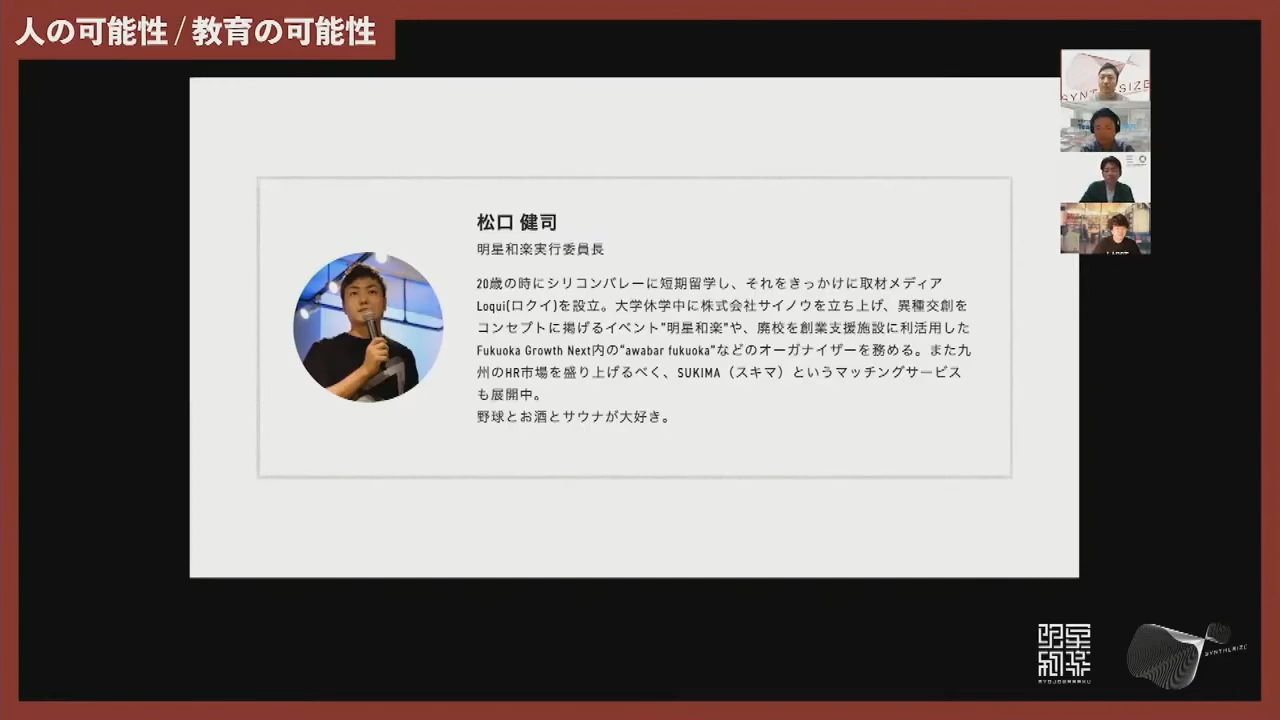 人の可能性 / 教育の可能性
松口 健司
明星和楽実行委員長
20歳の時にシリコンバレーに短期留学し、それをきっかけに取材メディア
Loqui(ロクイ)を設立。大学休学中に株式会社サイノウを立ち上げ、異種交創を
コンセプトに掲げるイベント"明星和楽"や、廃校を創業支援施設に利活用した
Fukuoka Growth Next内の“awabar fukuoka”などのオーガナイザーを務める。また九
州のHR市場を盛り上げるべく、SUKIMA（スキマ）というマッチングサービス
も展開中。
野球とお酒とサウナが大好き。
明星
和楽
MYOJOWARAKU
SYNTHESIZE